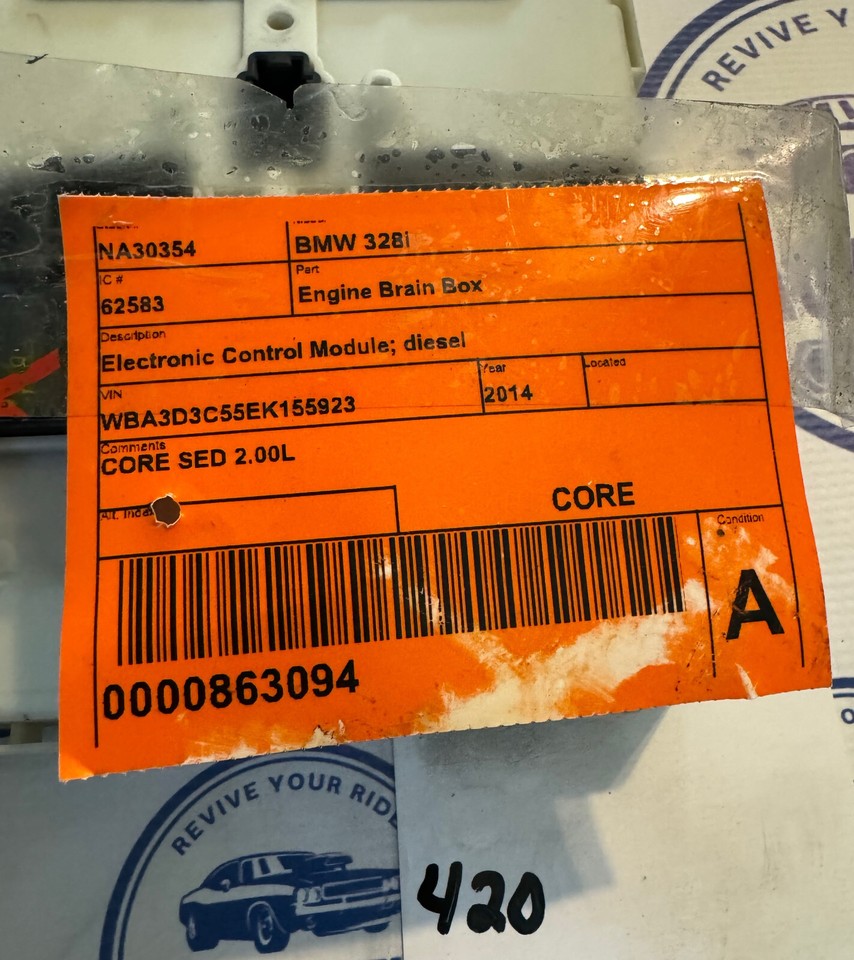 REVIVE Y
NA30354
BMW 328i
IC #
Part
62583
Engine Brain Box
Description
Electronic Control Module; diesel
VIN
Year
Located
WBA3D3C55EK155923
2014
Comments
CORE SED 2.00L
CORE
Condition
A
0000863094
REVIVE YOUR RIDE
420